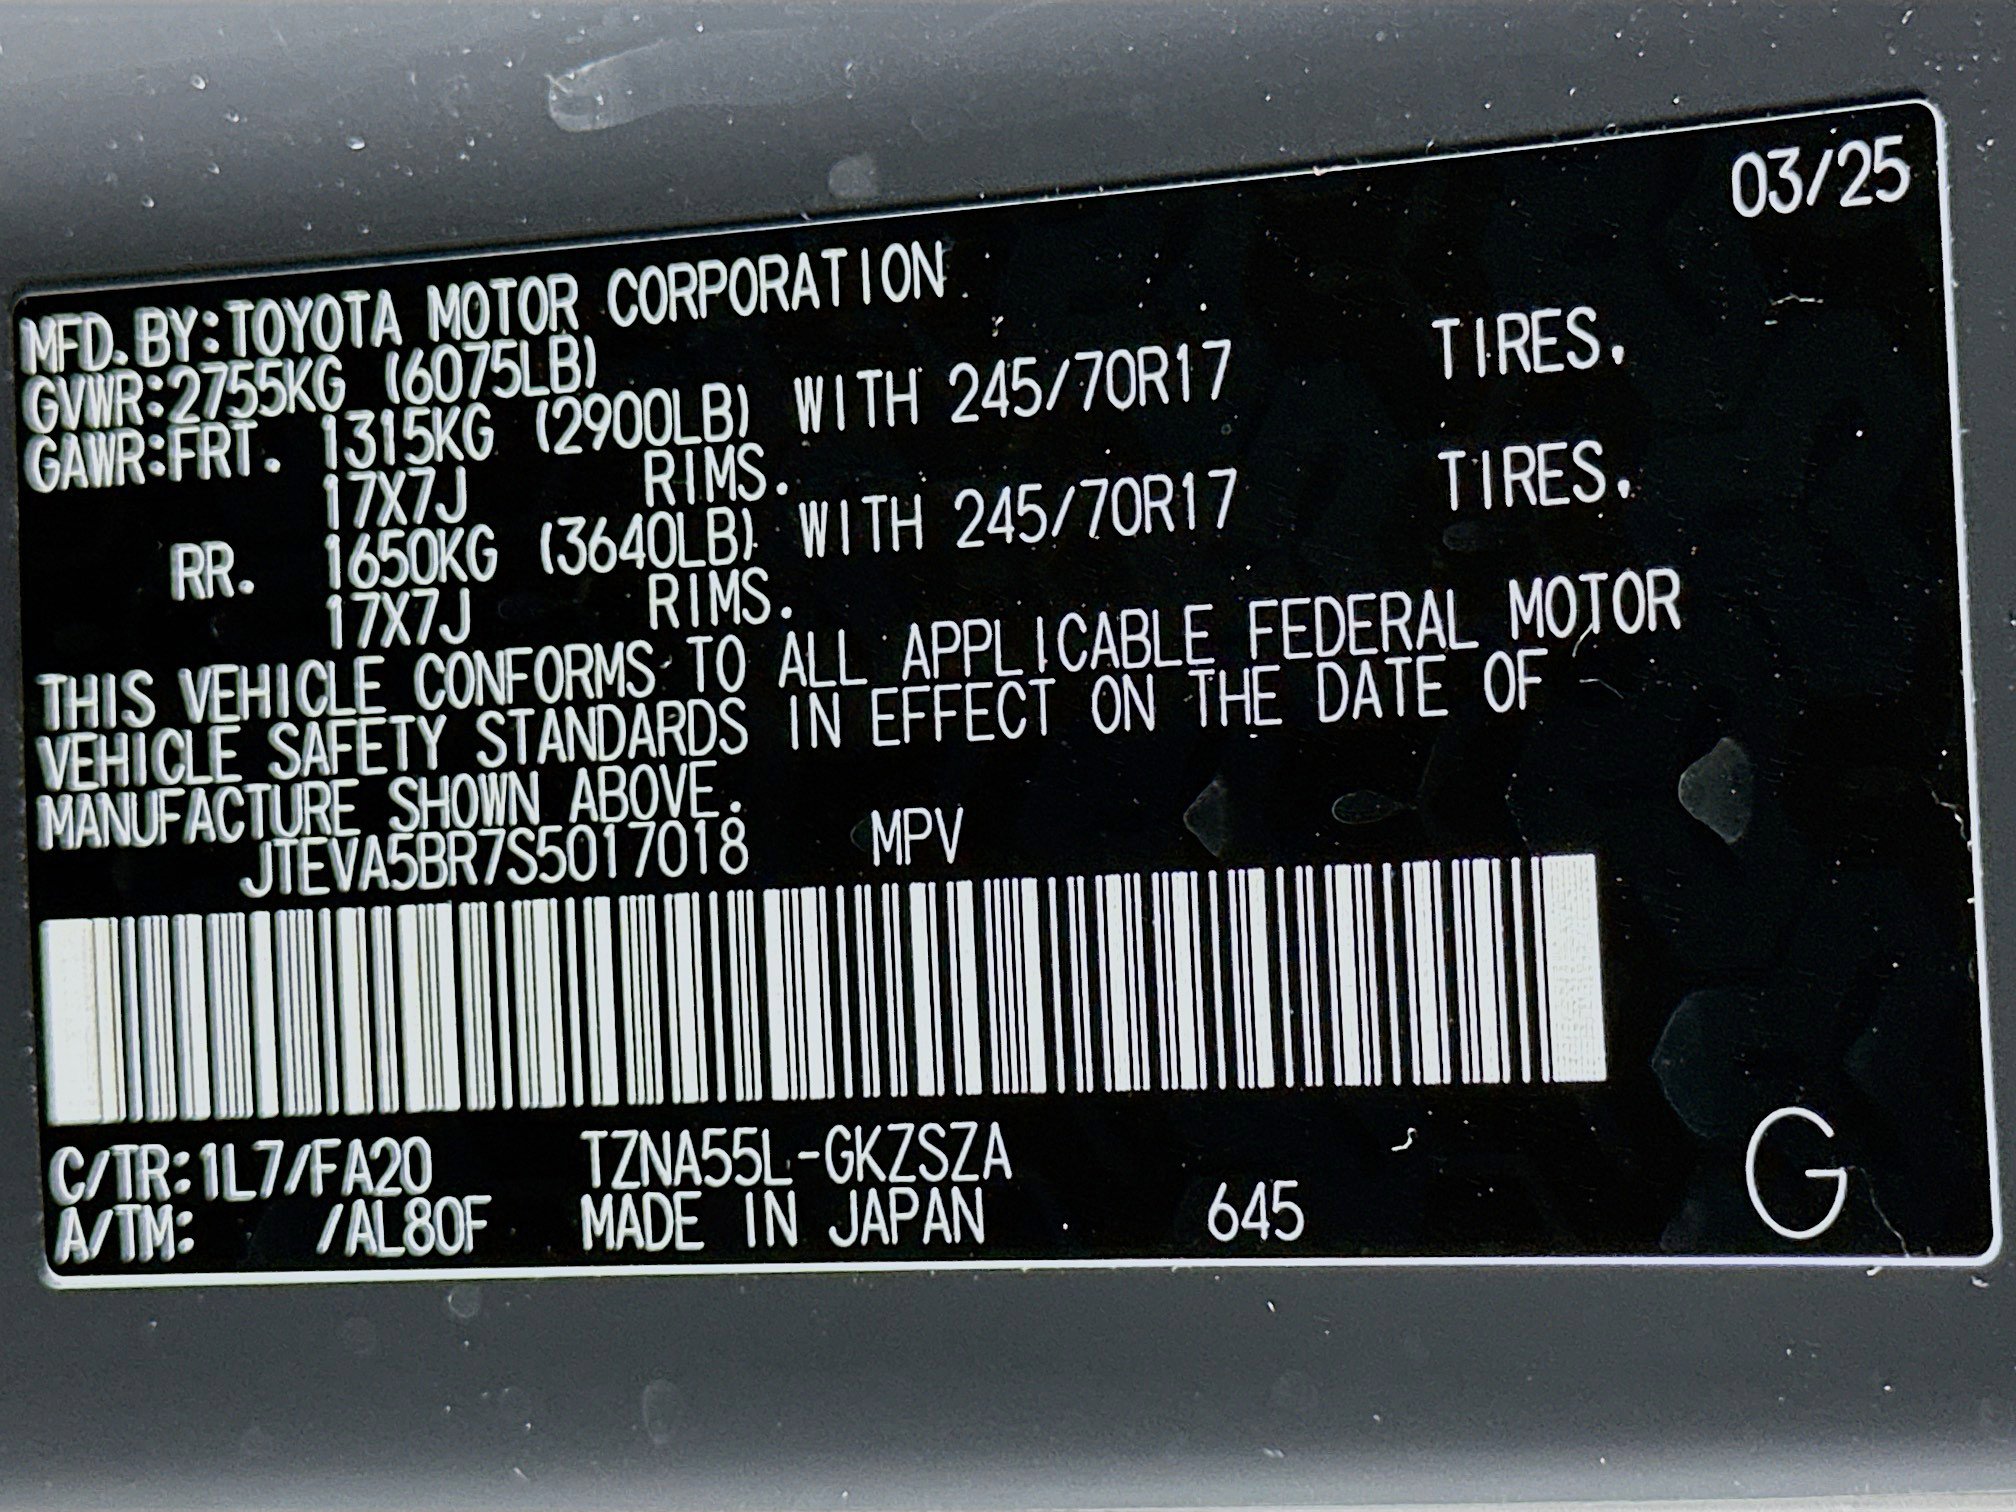 03/25
MFD.BY:TOYOTA MOTOR CORPORATION
GVWR:2755KG (6075LB)
GAWR:FRT. 1315KG (2900LB) WITH 245/70R17 TIRES.
17X7J RIMS.
RR. 1650KG (3640LB) WITH 245/70R17 TIRES.
17X7J RIMS.
THIS VEHICLE CONFORMS TO ALL APPLICABLE FEDERAL MOTOR
VEHICLE SAFETY STANDARDS IN EFFECT ON THE DATE OF
MANUFACTURE SHOWN ABOVE.
JTEVA5BR7S5017018 MPV
C/TR:1L7/FA20 TZNA55L-GKZSZA
A/TM: /AL80F MADE IN JAPAN 645 G